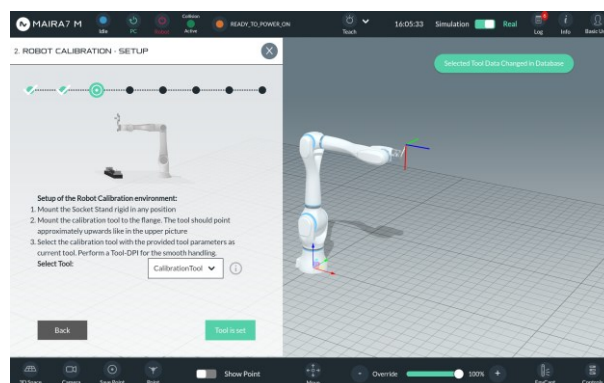 MAIRA7 M
Idle
PC
Robot
Collision
Active
READY_TO_POWER_ON
Teach
16:05:33
Simulation
Real
Log
Info
2. ROBOT CALIBRATION - SETUP
X
Selected Tool Data Changed in Database
Setup of the Robot Calibration environment:
1. Mount the Socket Stand rigid in any position
2. Mount the calibration tool to the flange. The tool should point
approximately upwards like in the upper picture
3. Select the calibration tool with the provided tool parameters as
current tool. Perform a Tool-DPI for the smooth handling.
Select Tool:
CalibrationTool
i
Back
Tool is set
Show Point
- Override
100% +